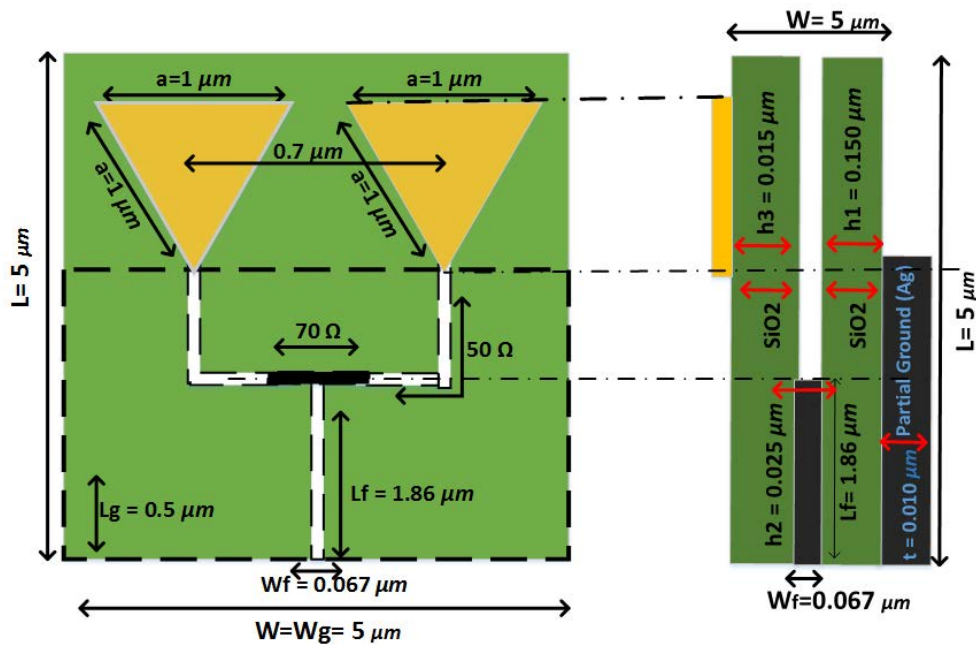 a=1 μm
a=1 μm
0.7 μm
a=1 μm
a=1 μm
L= 5 μm
70 Ω
50 Ω
Lg = 0.5 μm
Lf = 1.86 μm
Wf = 0.067 μm
W=Wg= 5 μm
W= 5 μm
h3 = 0.015 μm
h1 = 0.150 μm
SiO2
SiO2
L= 5 μm
h2 = 0.025 μm
Lf= 1.86 μm
t = 0.010 μm Partial Ground (Ag)
Wf=0.067 μm